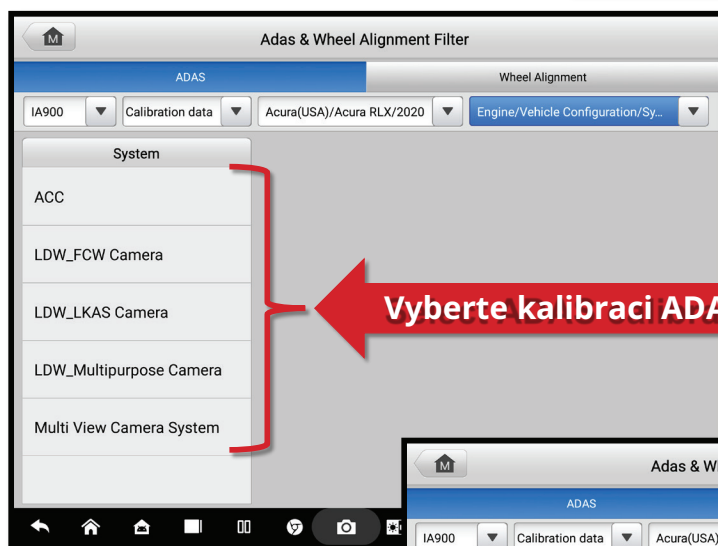 M
Adas & Wheel Alignment Filter
ADAS
Wheel Alignment
IA900
Calibration data
Acura(USA)/Acura RLX/2020
Engine/Vehicle Configuration/Sy...
System
ACC
LDW_FCW Camera
LDW_LKAS Camera
LDW_Multipurpose Camera
Multi View Camera System
Vyberte kalibraci ADA
M
Adas & W
ADAS
IA900
Calibration data
Acura(USA)